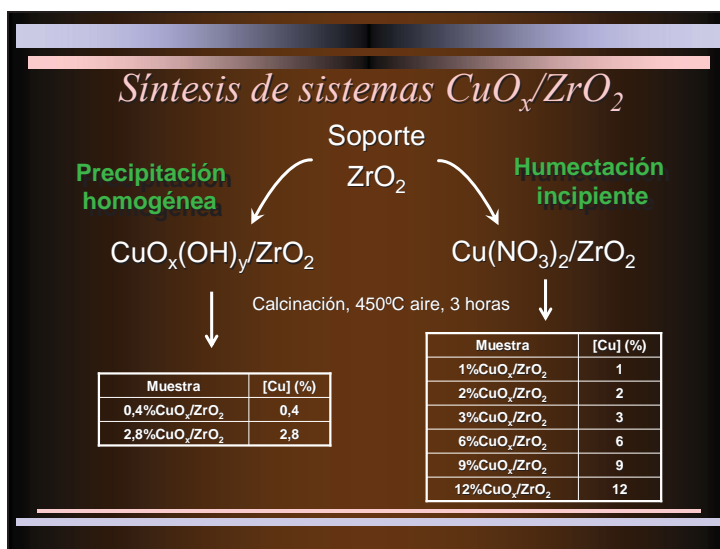 Síntesis de sistemas CuOₓ/ZrO₂
Soporte
ZrO₂
Precipitación
homogénea
Humectación
incipiente
CuOₓ(OH)ᵧ/ZrO₂
Cu(NO₃)₂/ZrO₂
Calcinación, 450ºC aire, 3 horas
Muestra [Cu] (%)
0,4%CuOₓ/ZrO₂ 0,4
2,8%CuOₓ/ZrO₂ 2,8
Muestra [Cu] (%)
1%CuOₓ/ZrO₂ 1
2%CuOₓ/ZrO₂ 2
3%CuOₓ/ZrO₂ 3
6%CuOₓ/ZrO₂ 6
9%CuOₓ/ZrO₂ 9
12%CuOₓ/ZrO₂ 12